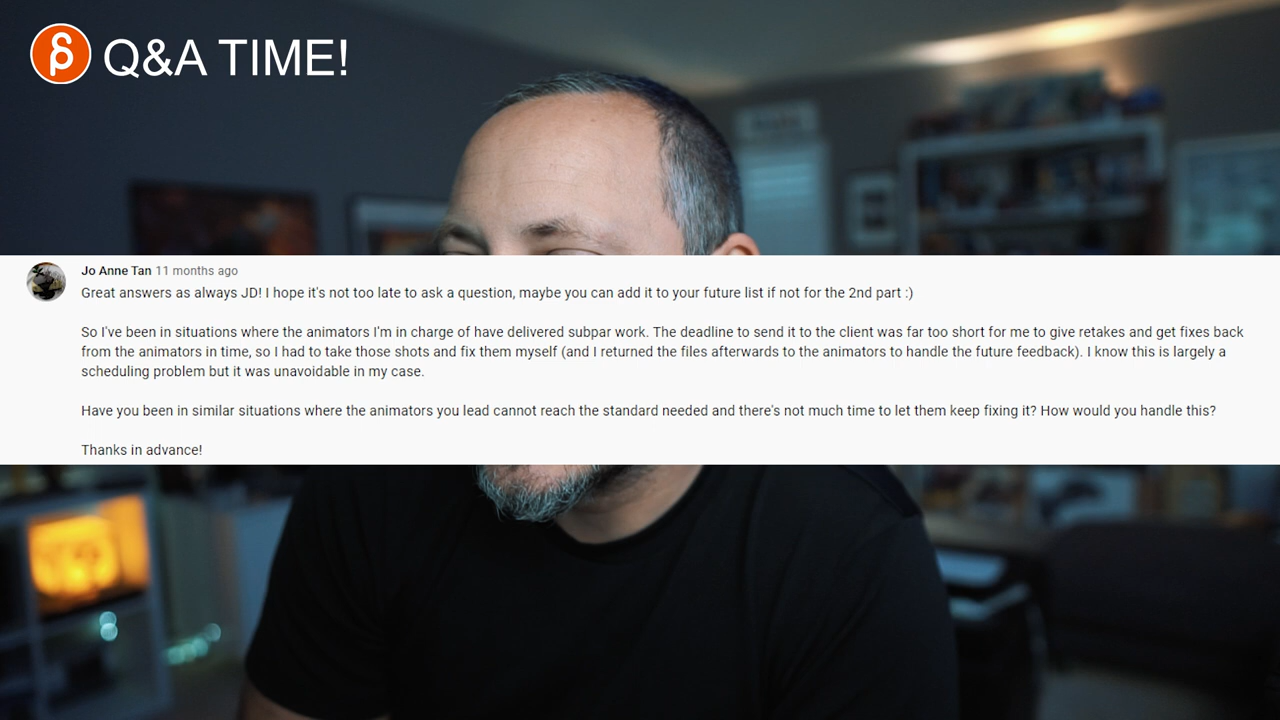 Q&A TIME!
Jo Anne Tan 11 months ago
Great answers as always JD! I hope it's not too late to ask a question, maybe you can add it to your future list if not for the 2nd part :)
So I've been in situations where the animators I'm in charge of have delivered subpar work. The deadline to send it to the client was far too short for me to give retakes and get fixes back
from the animators in time, so I had to take those shots and fix them myself (and I returned the files afterwards to the animators to handle the future feedback). I know this is largely a
scheduling problem but it was unavoidable in my case.
Have you been in similar situations where the animators you lead cannot reach the standard needed and there's not much time to let them keep fixing it? How would you handle this?
Thanks in advance!